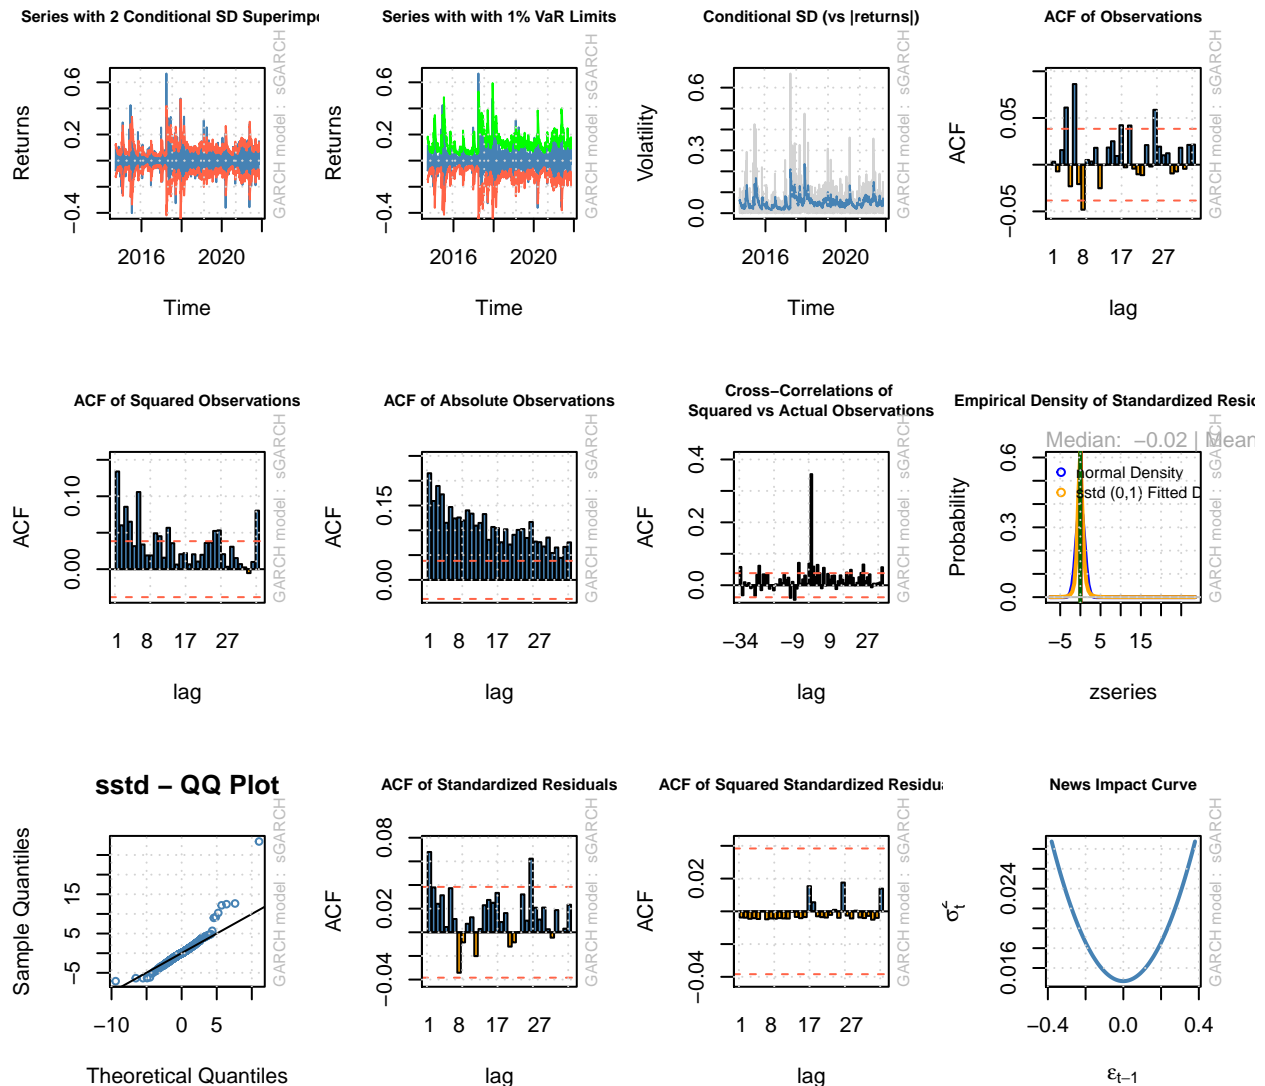 Series with 2 Conditional SD Superimpo
0.6
0.2
−0.4
Returns
2016
2020
Time
GARCH model : sGARCH
Series with with 1% VaR Limits
0.6
0.2
−0.4
Returns
2016
2020
Time
GARCH model : sGARCH
Conditional SD (vs |returns|)
0.6
0.3
0.0
Volatility
2016
2020
Time
GARCH model : sGARCH
ACF of Observations
0.05
−0.05
ACF
1 8 17 27
lag
GARCH model : sGARCH
ACF of Squared Observations
0.10
0.00
ACF
1 8 17 27
lag
GARCH model : sGARCH
ACF of Absolute Observations
0.15
0.00
ACF
1 8 17 27
lag
GARCH model : sGARCH
Cross−Correlations of
Squared vs Actual Observations
0.4
0.2
0.0
ACF
−34 −9 9 27
lag
GARCH model : sGARCH
Empirical Density of Standardized Resid
Median: −0.02 | Mean
normal Density
sstd (0,1) Fitted D
0.6
0.3
0.0
Probability
−5 5 15
zseries
GARCH model : sGARCH
sstd − QQ Plot
15
5
−5
Sample Quantiles
−10 0 5
Theoretical Quantiles
GARCH model : sGARCH
ACF of Standardized Residuals
0.08
0.02
−0.04
ACF
1 8 17 27
lag
GARCH model : sGARCH
ACF of Squared Standardized Residua
0.02
−0.04
ACF
1 8 17 27
lag
GARCH model : sGARCH
News Impact Curve
0.024
0.016
−0.4 0.0 0.4
εt−1
GARCH model : sGARCH